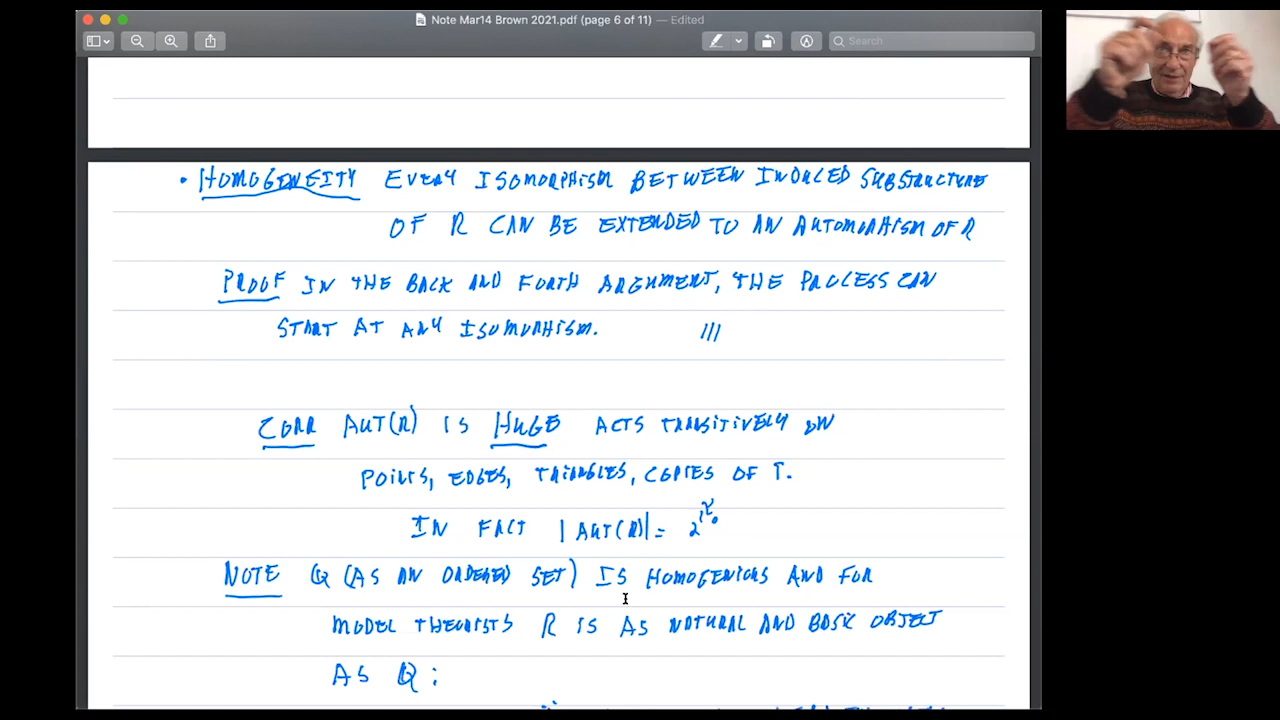 Note Mar14 Brown 2021.pdf (page 6 of 11) — Edited
Search
• HOMOGENEITY EVERY ISOMORPHISM BETWEEN INDUCED SUBSTRUCTURE
OF R CAN BE EXTENDED TO AN AUTOMORPHISM OF R
PROOF IN THE BACK AND FORTH ARGUMENT, THE PROCESS CAN
START AT ANY ISOMORPHISM. ///
CORR AUT(R) IS HUGE ACTS TRANSITIVELY ON
POINTS, EDGES, TRIANGLES, COPIES OF T.
IN FACT |AUT(R)| = 2^ℵ₀
NOTE Q (AS AN ORDERED SET) IS HOMOGENIOUS AND FOR
MODEL THEORISTS R IS AS NATURAL AND BASIC OBJECT
AS Q: